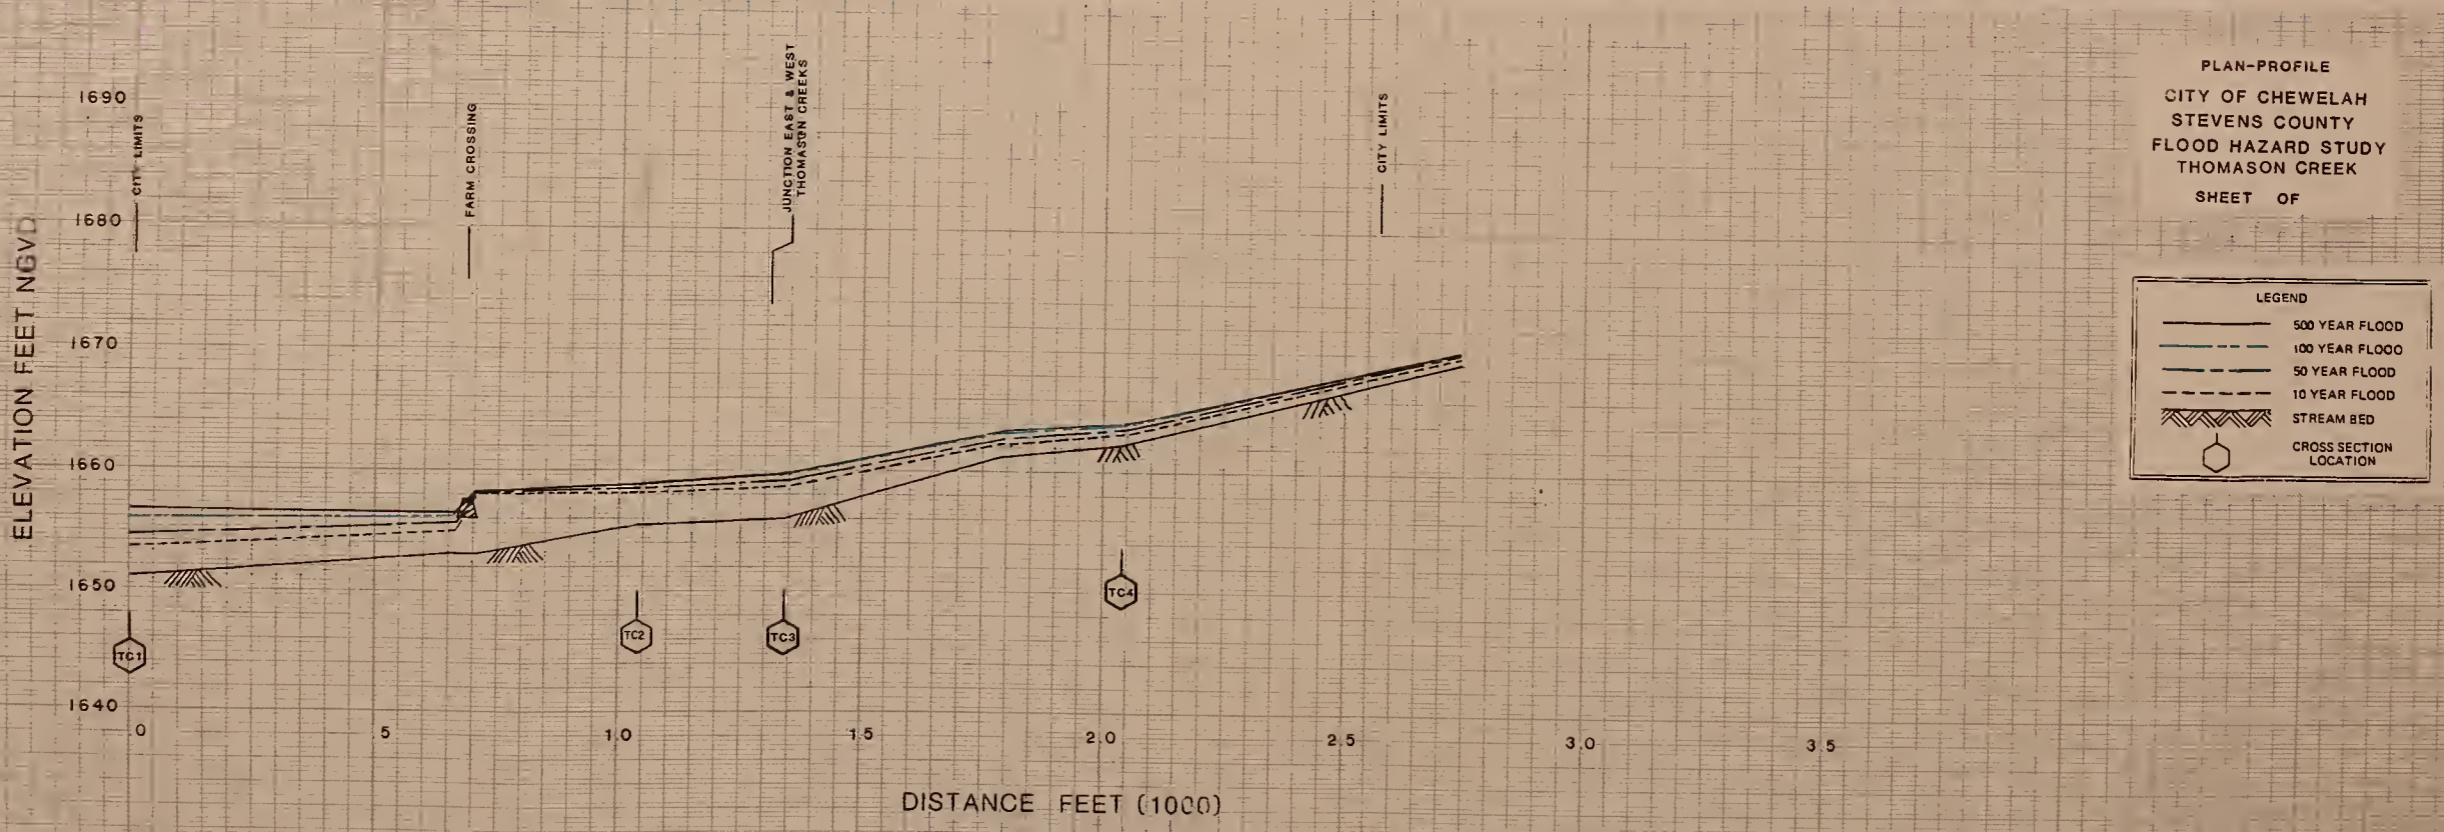 PLAN-PROFILE
CITY OF CHEWELAH
STEVENS COUNTY
FLOOD HAZARD STUDY
THOMASON CREEK
SHEET OF
LEGEND
500 YEAR FLOOD
100 YEAR FLOOD
50 YEAR FLOOD
10 YEAR FLOOD
STREAM BED
CROSS SECTION
LOCATION
CITY LIMITS
FARM CROSSING
JUNCTION EAST & WEST
THOMASON CREEKS
CITY LIMITS
ELEVATION FEET NGVD
1690
1680
1670
1660
1650
1640
TC1
TC2
TC3
TC4
0
5
1.0
1.5
2.0
2.5
3.0
3.5
DISTANCE FEET (1000)